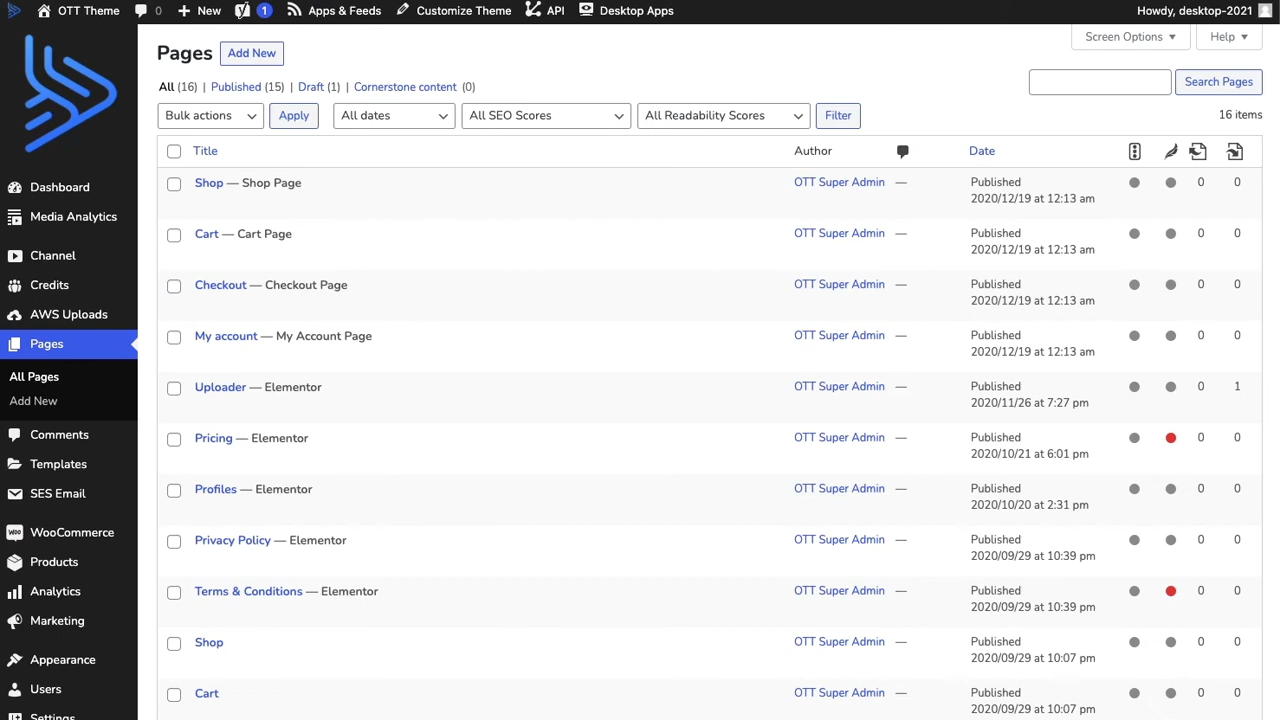 OTT Theme 0 New 1 Apps & Feeds Customize Theme API Desktop Apps Howdy, desktop-2021
Screen Options Help
Pages Add New
All (16) | Published (15) | Draft (1) | Cornerstone content (0)
Search Pages
Bulk actions Apply All dates All SEO Scores All Readability Scores Filter 16 items
Title Author Date
Shop — Shop Page OTT Super Admin — Published 0 0
2020/12/19 at 12:13 am
Cart — Cart Page OTT Super Admin — Published 0 0
2020/12/19 at 12:13 am
Checkout — Checkout Page OTT Super Admin — Published 0 0
2020/12/19 at 12:13 am
My account — My Account Page OTT Super Admin — Published 0 0
2020/12/19 at 12:13 am
Uploader — Elementor OTT Super Admin — Published 0 1
2020/11/26 at 7:27 pm
Pricing — Elementor OTT Super Admin — Published 0 0
2020/10/21 at 6:01 pm
Profiles — Elementor OTT Super Admin — Published 0 0
2020/10/20 at 2:31 pm
Privacy Policy — Elementor OTT Super Admin — Published 0 0
2020/09/29 at 10:39 pm
Terms & Conditions — Elementor OTT Super Admin — Published 0 0
2020/09/29 at 10:39 pm
Shop OTT Super Admin — Published 0 0
2020/09/29 at 10:07 pm
Cart OTT Super Admin — Published 0 0
2020/09/29 at 10:07 pm
Dashboard
Media Analytics
Channel
Credits
AWS Uploads
Pages
All Pages
Add New
Comments
Templates
SES Email
Woo WooCommerce
Products
Analytics
Marketing
Appearance
Users
Settings